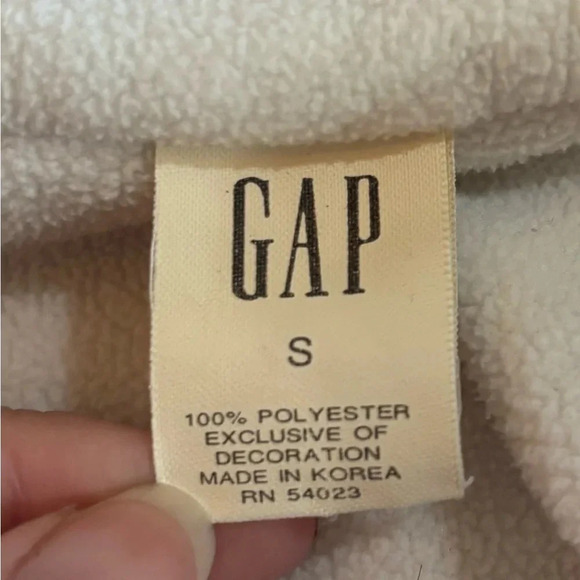 GAP
S
100% POLYESTER
EXCLUSIVE OF
DECORATION
MADE IN KOREA
RN 54023